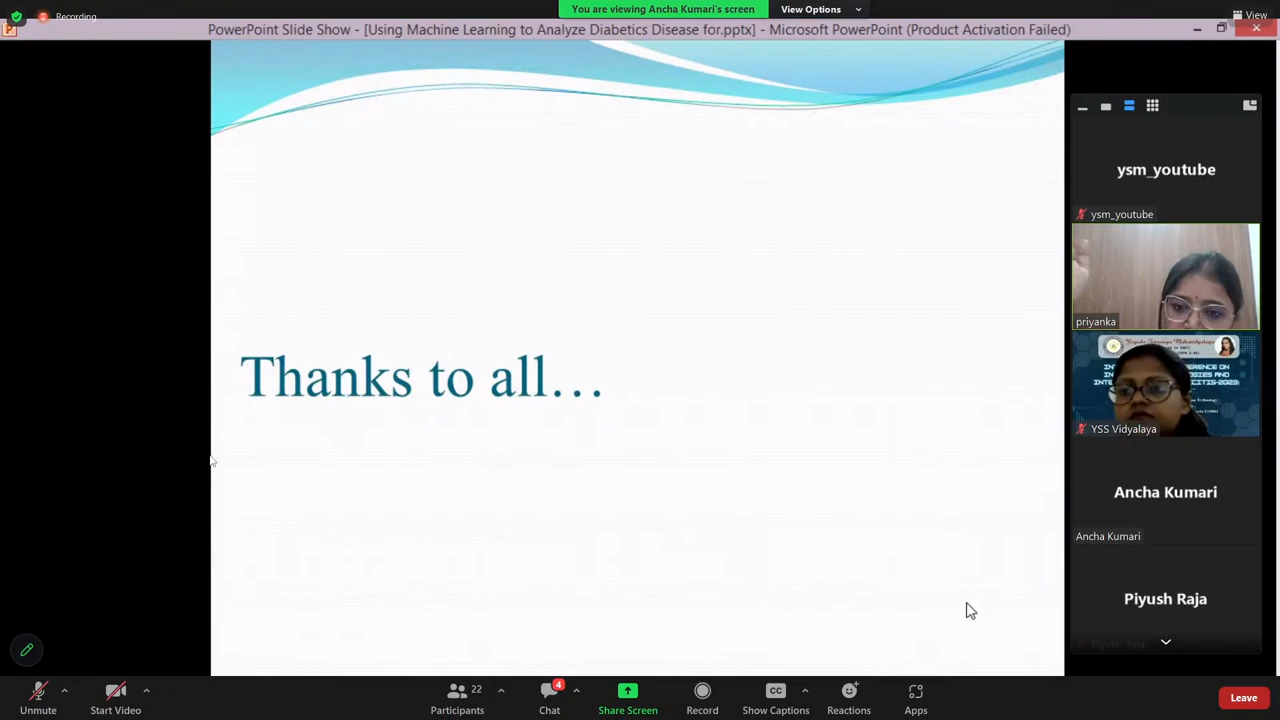 Recording
You are viewing Ancha Kumari's screen
View Options
View
PowerPoint Slide Show - [Using Machine Learning to Analyze Diabetics Disease for.pptx] - Microsoft PowerPoint (Product Activation Failed)
Thanks to all...
ysm_youtube
ysm_youtube
priyanka
YSS Vidyalaya
Ancha Kumari
Ancha Kumari
Piyush Raja
Unmute
Start Video
22
Participants
4
Chat
Share Screen
Record
CC
Show Captions
Reactions
Apps
Leave